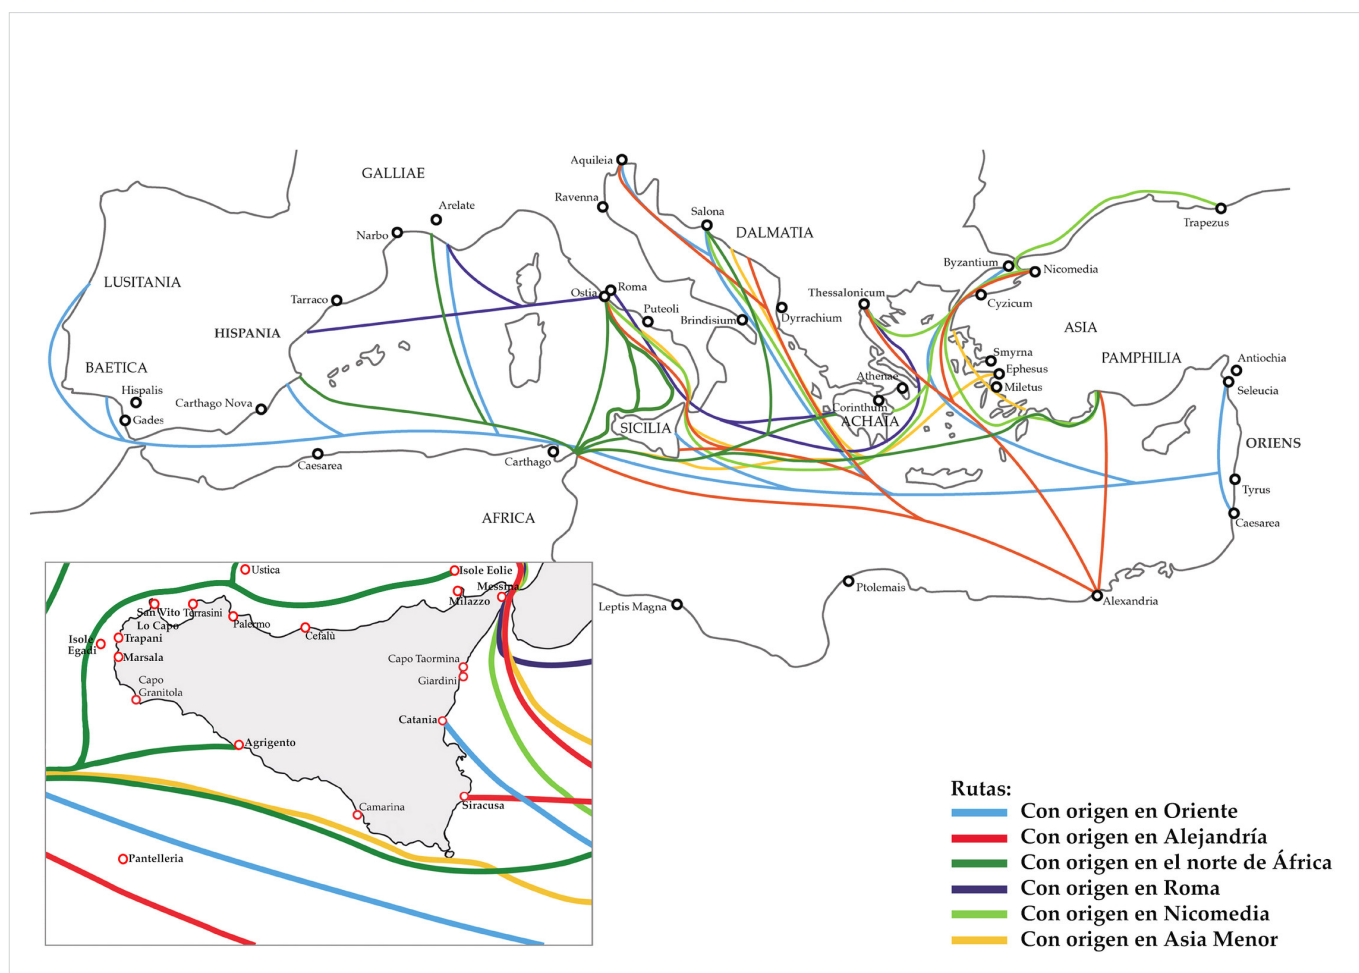 Aquileia
GALLIAE
Ravenna
Arelate
Salona
Narbo
DALMATIA
Trapezus
Byzantium
Nicomedia
LUSITANIA
Roma
Ostia
Thessalonicum
Tarraco
Puteoli
Cyzicum
Brindisium
Dyrrachium
ASIA
HISPANIA
Smyrna
PAMPHILIA
Antiochia
BAETICA
Athenae
Ephesus
Hispalis
Miletus
Seleucia
Carthago Nova
Corinthum
Gades
SICILIA
ACHAIA
ORIENS
Carthago
Caesarea
Tyrus
AFRICA
Caesarea
Ptolemais
Leptis Magna
Alexandria
Ustica
Isole Eolie
Messina
Milazzo
San Vito
Lo Capo
Terrasini
Palermo
Cefalù
Isole
Egadi
Trapani
Marsala
Capo Taormina
Giardini
Capo
Granitola
Catania
Agrigento
Camarina
Siracusa
Pantelleria
Rutas:
Con origen en Oriente
Con origen en Alejandría
Con origen en el norte de África
Con origen en Roma
Con origen en Nicomedia
Con origen en Asia Menor